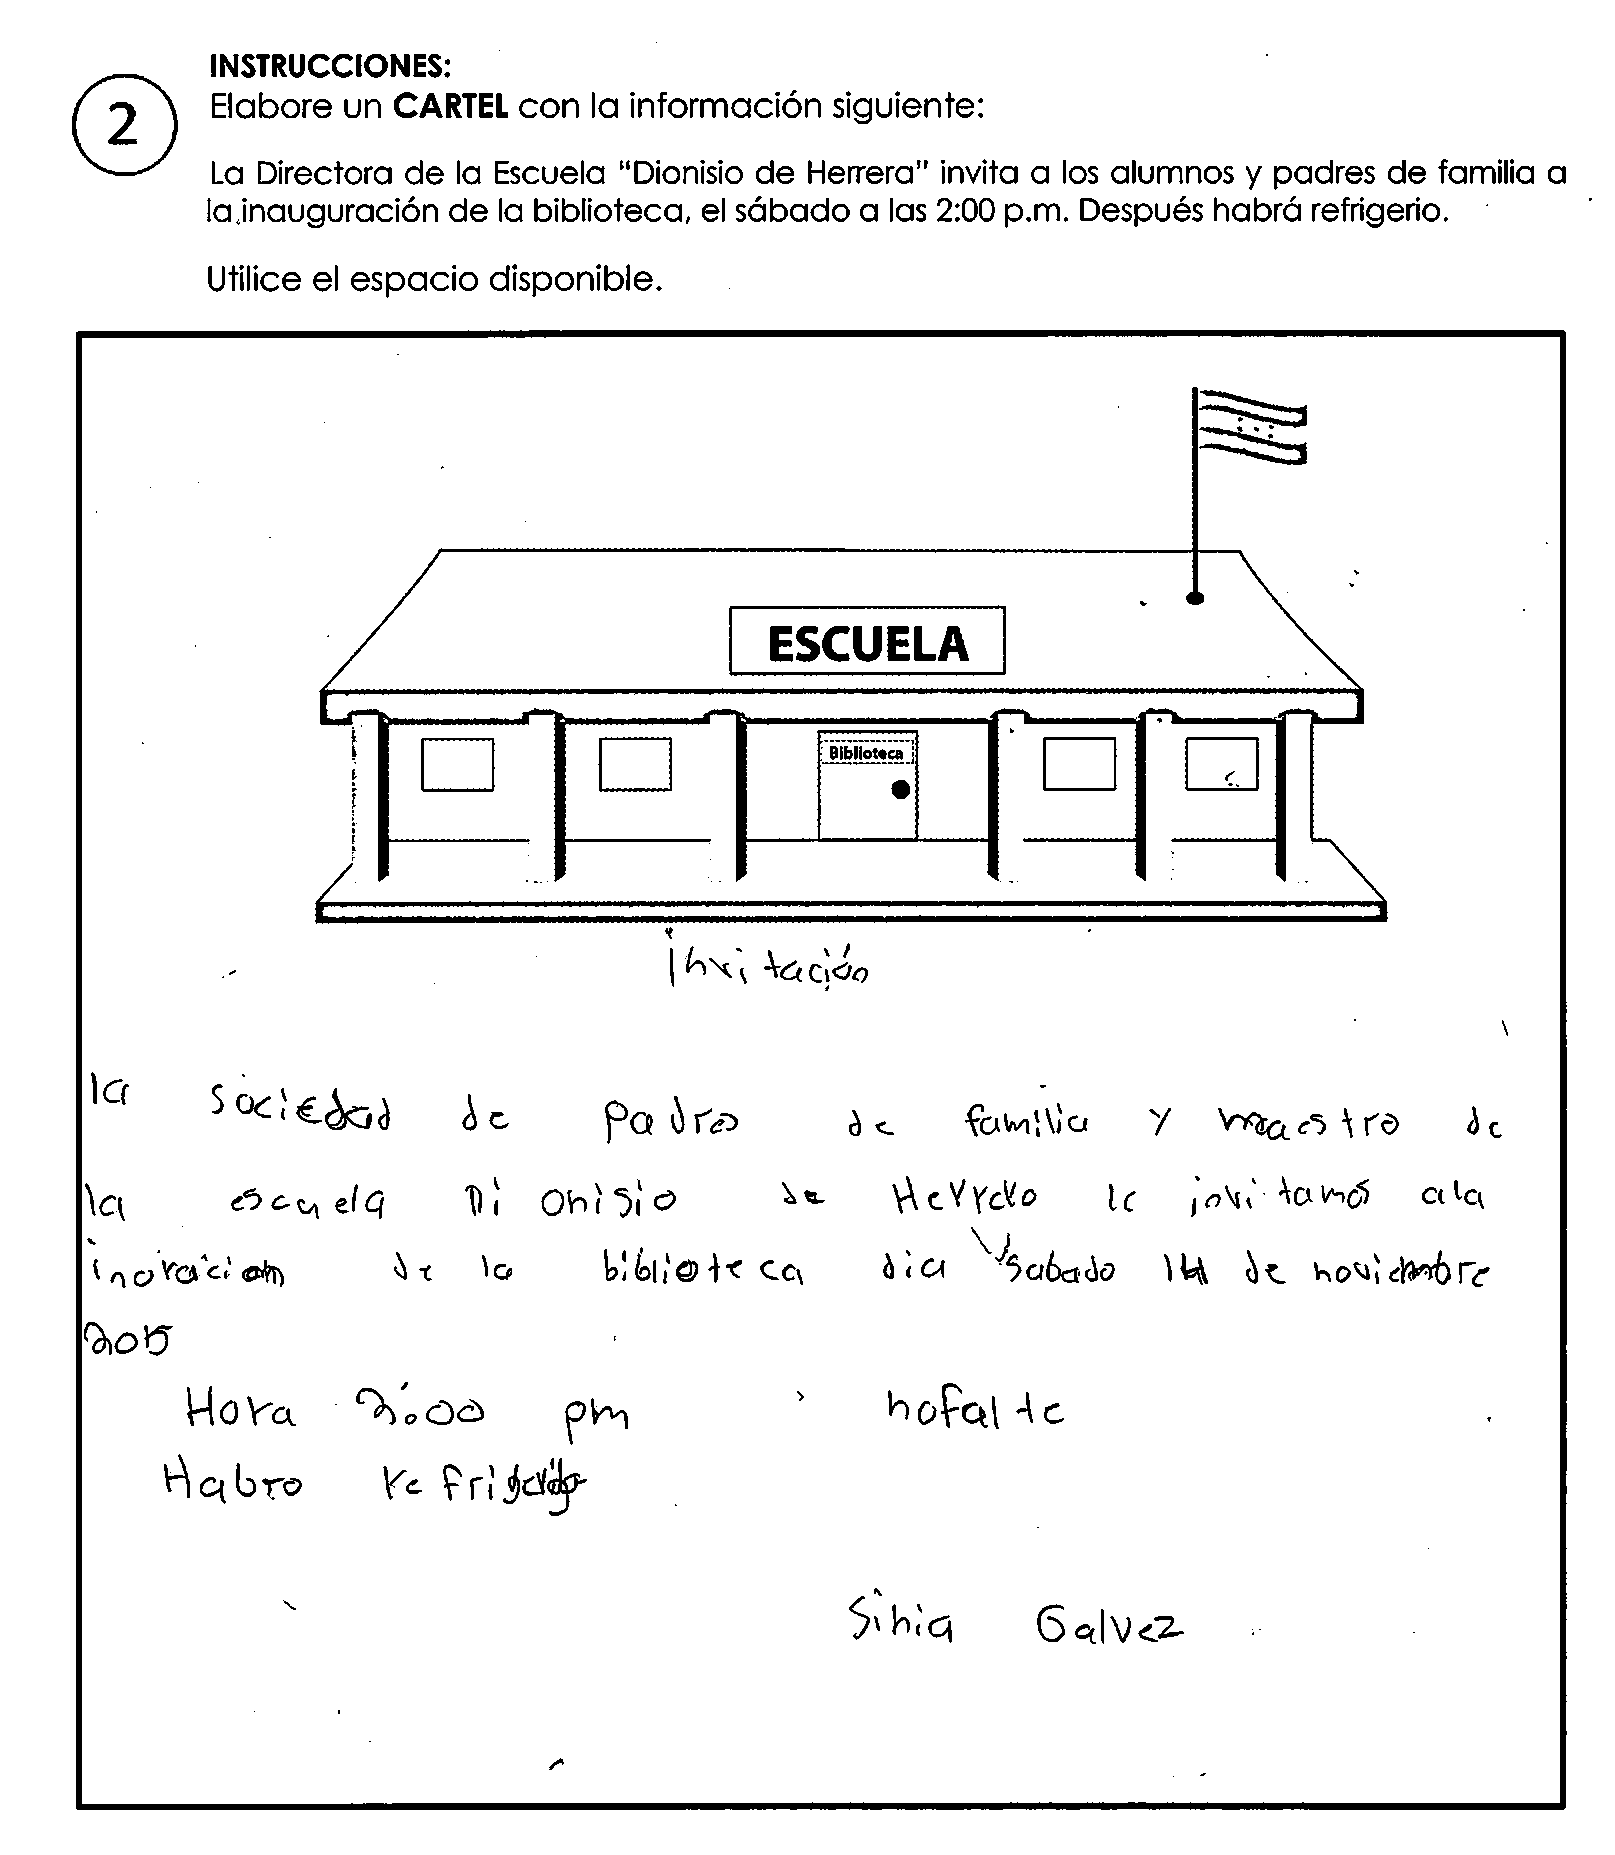 INSTRUCCIONES:
2
Elabore un CARTEL con la información siguiente:
La Directora de la Escuela "Dionisio de Herrera" invita a los alumnos y padres de familia a
la inauguración de la biblioteca, el sábado a las 2:00 p.m. Después habrá refrigerio.
Utilice el espacio disponible.
ESCUELA
Biblioteca
Invitación
la sociedad de padres de familia y maestro de
la escuela Di onisio de Herrero le invitamos ala
inoracion de la biblioteca dia sabado 14 de noviembre
2015
Hora 2:00 pm nofalte
Habro refrigerio
Sinia Galvez